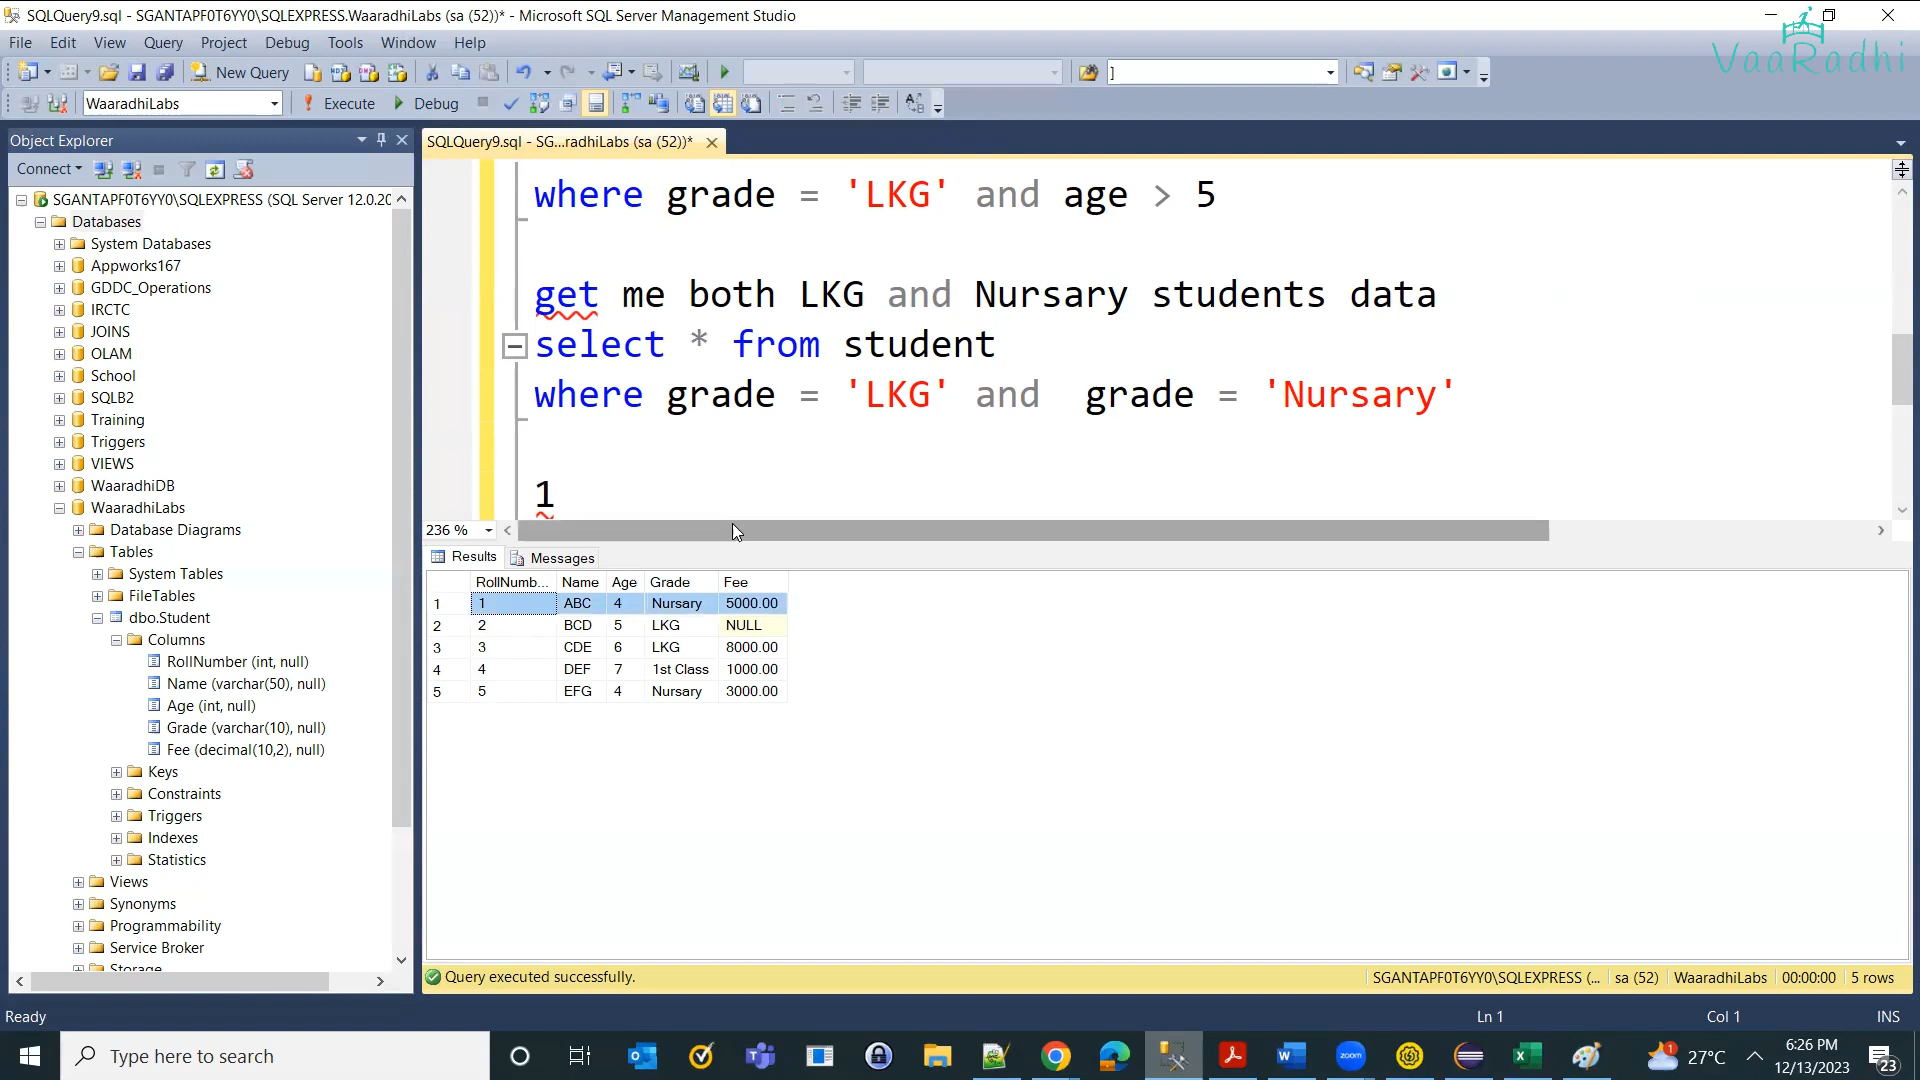 SQLQuery9.sql - SGANTAPF0T6YY0\SQLEXPRESS.WaaradhiLabs (sa (52))* - Microsoft SQL Server Management Studio
VaaRadhi
File Edit View Query Project Debug Tools Window Help
New Query ]
WaaradhiLabs Execute Debug
Object Explorer
Connect
SGANTAPF0T6YY0\SQLEXPRESS (SQL Server 12.0.20
Databases
System Databases
Appworks167
GDDC_Operations
IRCTC
JOINS
OLAM
School
SQLB2
Training
Triggers
VIEWS
WaaradhiDB
WaaradhiLabs
Database Diagrams
Tables
System Tables
FileTables
dbo.Student
Columns
RollNumber (int, null)
Name (varchar(50), null)
Age (int, null)
Grade (varchar(10), null)
Fee (decimal(10,2), null)
Keys
Constraints
Triggers
Indexes
Statistics
Views
Synonyms
Programmability
Service Broker
Storage
SQLQuery9.sql - SG...radhiLabs (sa (52))*
where grade = 'LKG' and age > 5
get me both LKG and Nursary students data
select * from student
where grade = 'LKG' and grade = 'Nursary'
1
236 %
Results Messages
RollNumb... Name Age Grade Fee
1 1 ABC 4 Nursary 5000.00
2 2 BCD 5 LKG NULL
3 3 CDE 6 LKG 8000.00
4 4 DEF 7 1st Class 1000.00
5 5 EFG 4 Nursary 3000.00
Query executed successfully. SGANTAPF0T6YY0\SQLEXPRESS (... sa (52) WaaradhiLabs 00:00:00 5 rows
Ready Ln 1 Col 1 INS
Type here to search
zoom
1
27°C
6:26 PM
12/13/2023
23